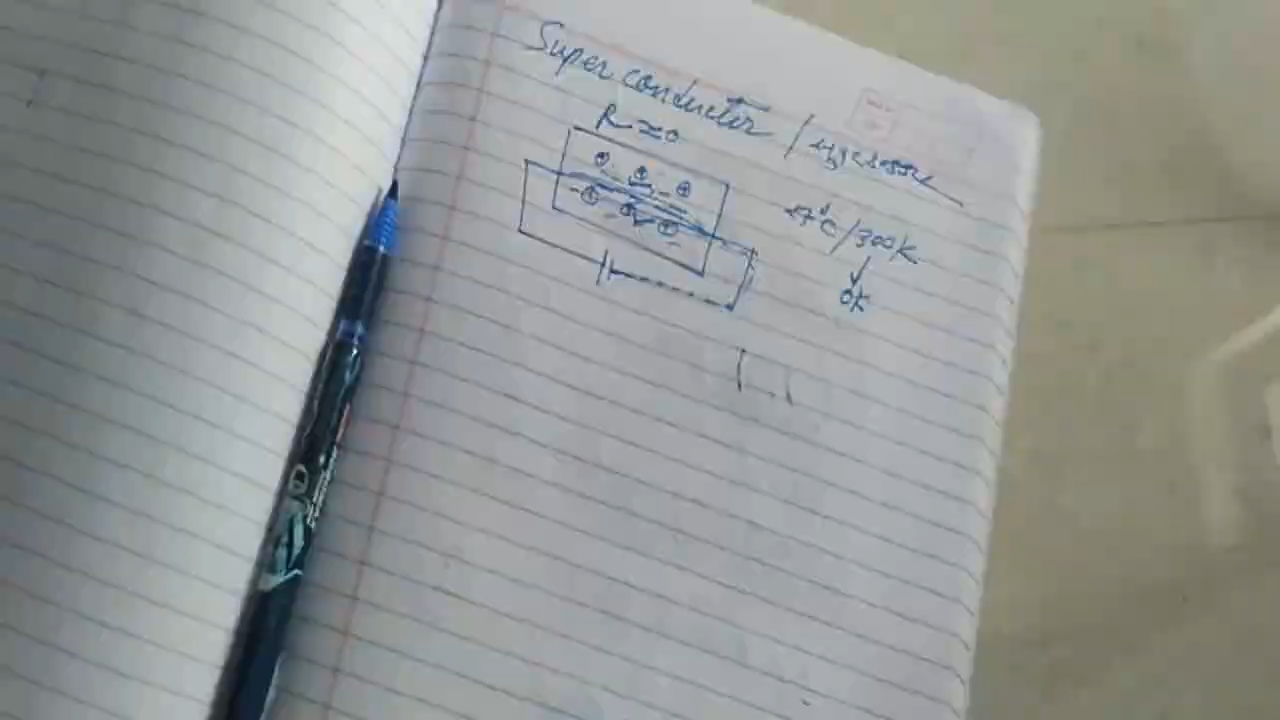 Super conductor /
R ≈ 0
27°C/300K
0K